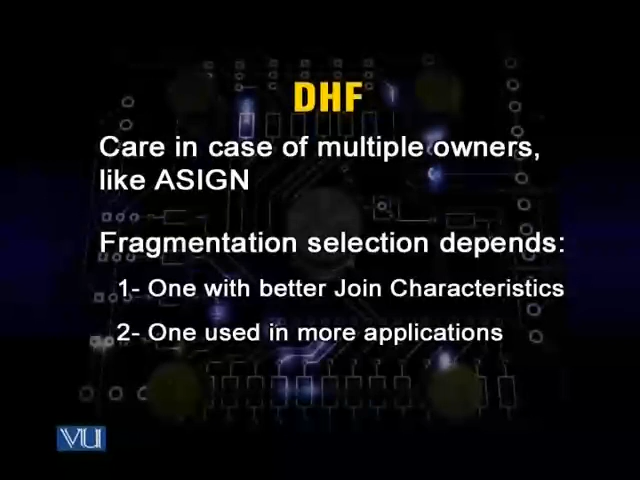 DHF
Care in case of multiple owners,
like ASIGN
Fragmentation selection depends:
1- One with better Join Characteristics
2- One used in more applications
VU